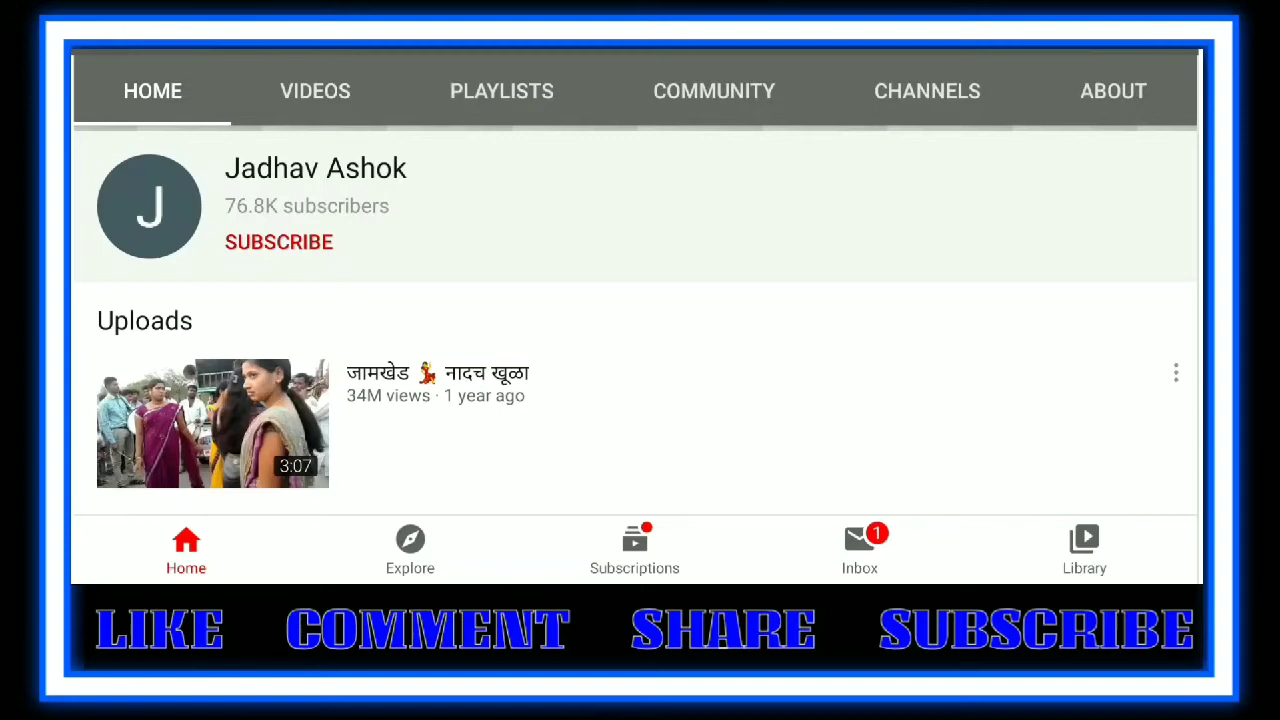 HOME VIDEOS PLAYLISTS COMMUNITY CHANNELS ABOUT
J
Jadhav Ashok
76.8K subscribers
SUBSCRIBE
Uploads
जामखेड 💃 नादच खूळा
34M views · 1 year ago
3:07
1
Home Explore Subscriptions Inbox Library
LIKE COMMENT SHARE SUBSCRIBE